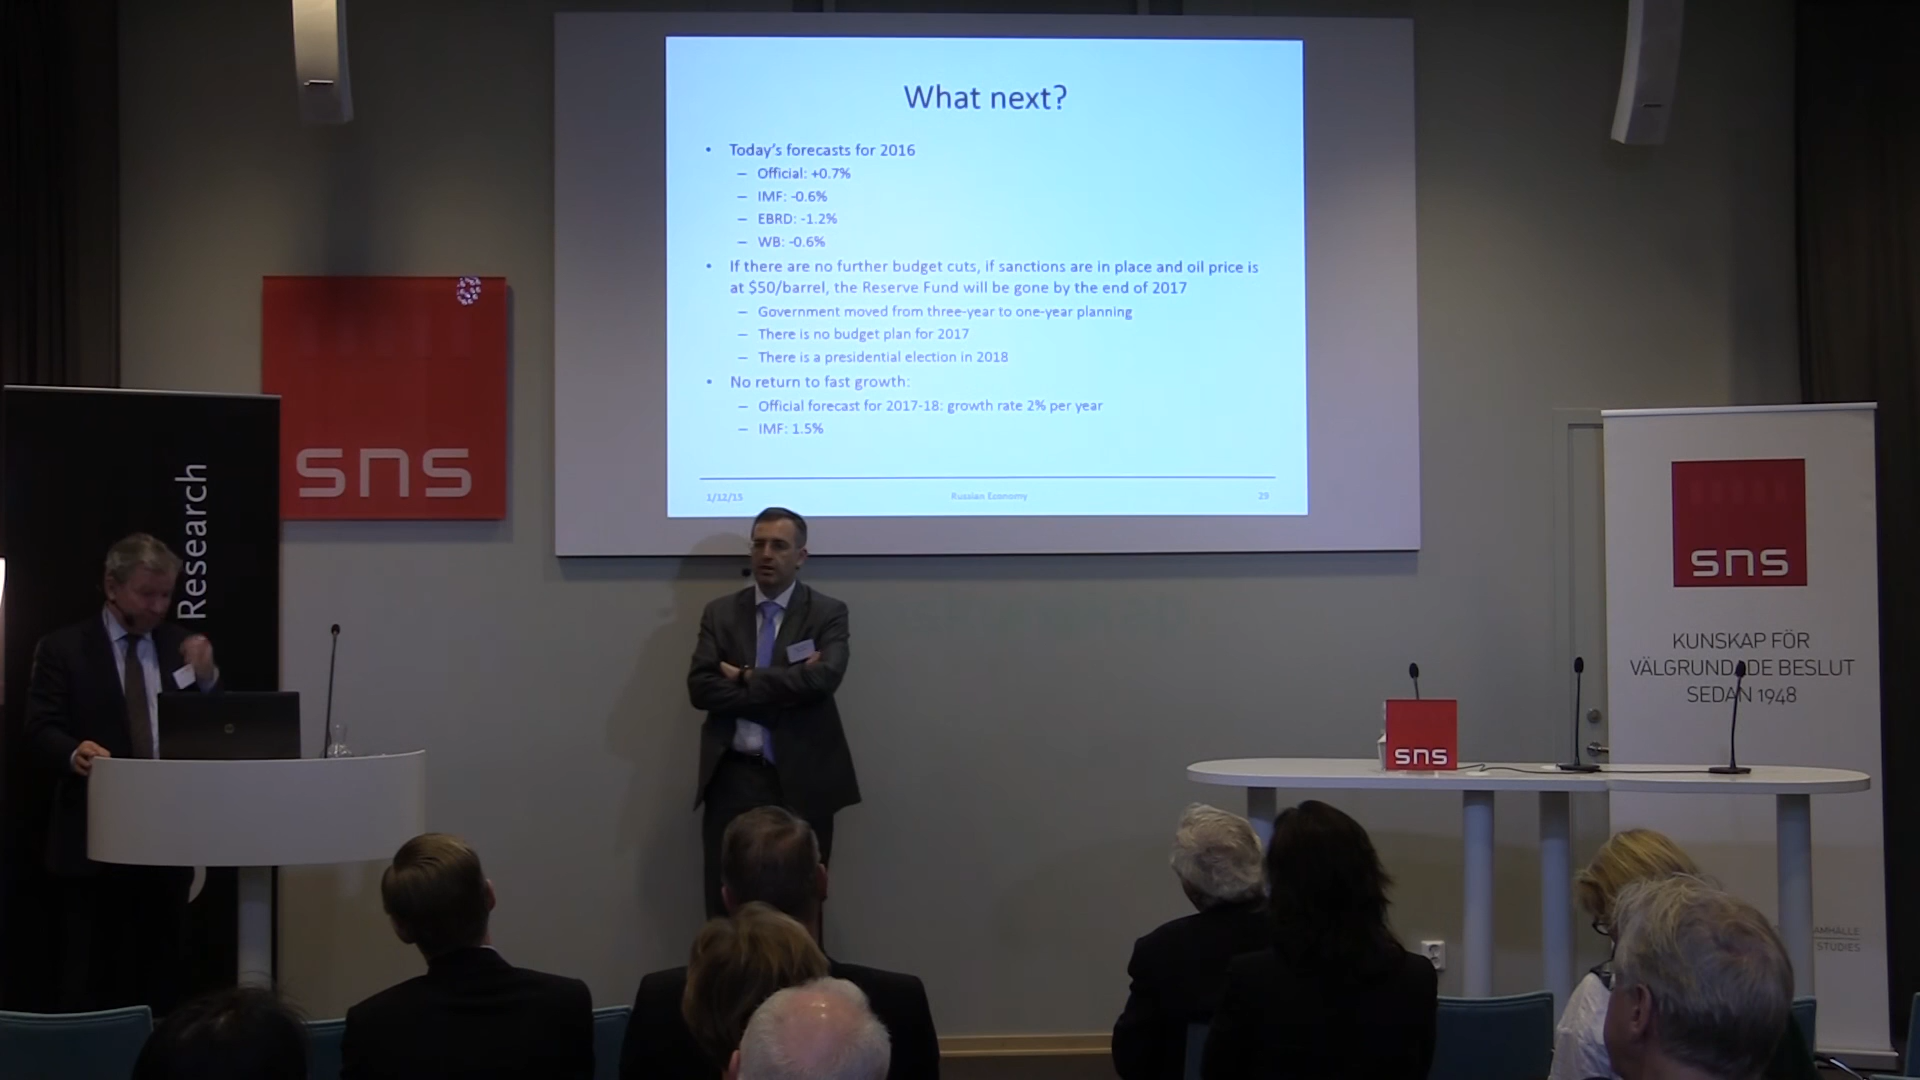 What next?
• Today's forecasts for 2016
– Official: +0.7%
– IMF: -0.6%
– EBRD: -1.2%
– WB: -0.6%
• If there are no further budget cuts, if sanctions are in place and oil price is
at $50/barrel, the Reserve Fund will be gone by the end of 2017
– Government moved from three-year to one-year planning
– There is no budget plan for 2017
– There is a presidential election in 2018
• No return to fast growth:
– Official forecast for 2017-18: growth rate 2% per year
– IMF: 1.5%
1/12/15
Russian Economy
29
sns
Research
sns
KUNSKAP FÖR
VÄLGRUNDADE BESLUT
SEDAN 1948
sns
STUDIES